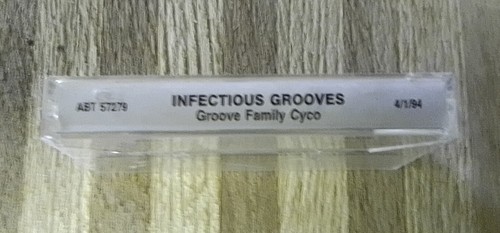 ABT 57279
INFECTIOUS GROOVES
Groove Family Cyco
4/1/94